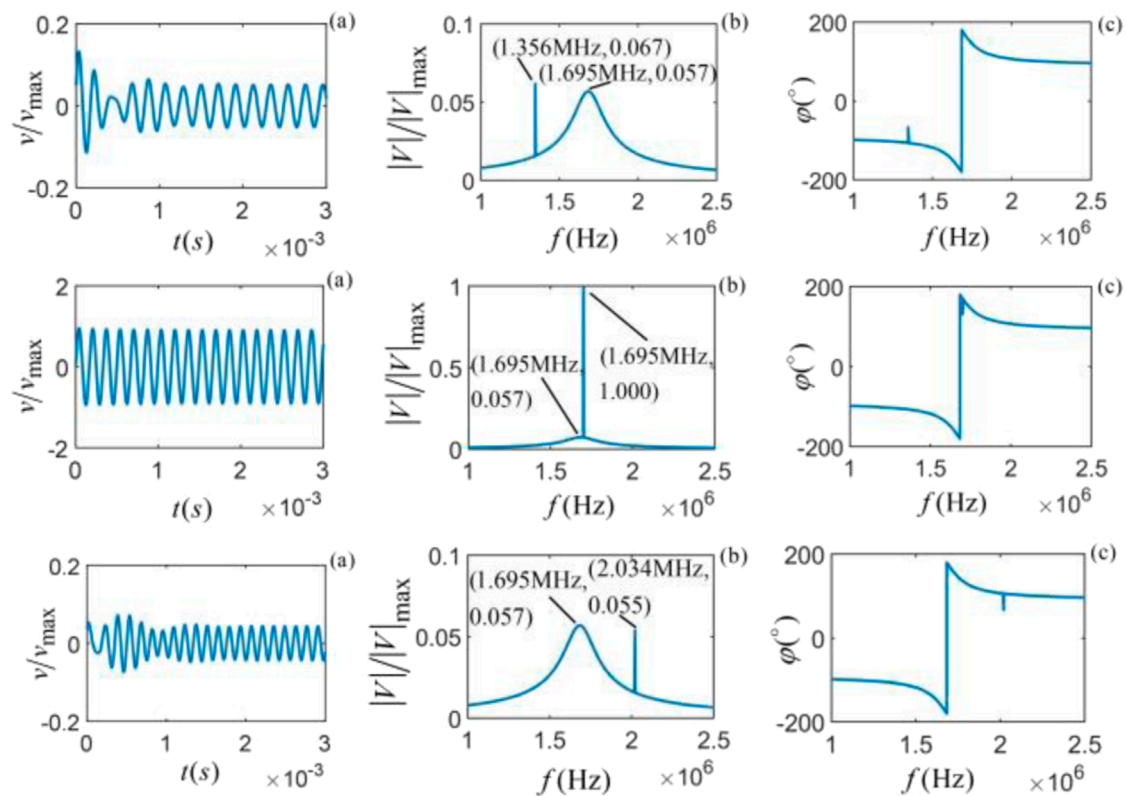 (a)
0.2
0
-0.2
v/vmax
0 1 2 3
t(s) ×10⁻³
(b)
0.1
0.05
0
|V|/|V|max
(1.356MHz,0.067)
(1.695MHz,0.057)
1 1.5 2 2.5
f(Hz) ×10⁶
(c)
200
0
-200
φ(°)
1 1.5 2 2.5
f(Hz) ×10⁶
(a)
2
0
-2
v/vmax
0 1 2 3
t(s) ×10⁻³
(b)
1
0.5
0
|V|/|V|max
(1.695MHz,
0.057)
(1.695MHz,
1.000)
1 1.5 2 2.5
f(Hz) ×10⁶
(c)
200
0
-200
φ(°)
1 1.5 2 2.5
f(Hz) ×10⁶
(a)
0.2
0
-0.2
v/vmax
0 1 2 3
t(s) ×10⁻³
(b)
0.1
0.05
0
|V|/|V|max
(1.695MHz,
0.057)
(2.034MHz,
0.055)
1 1.5 2 2.5
f(Hz) ×10⁶
(c)
200
0
-200
φ(°)
1 1.5 2 2.5
f(Hz) ×10⁶